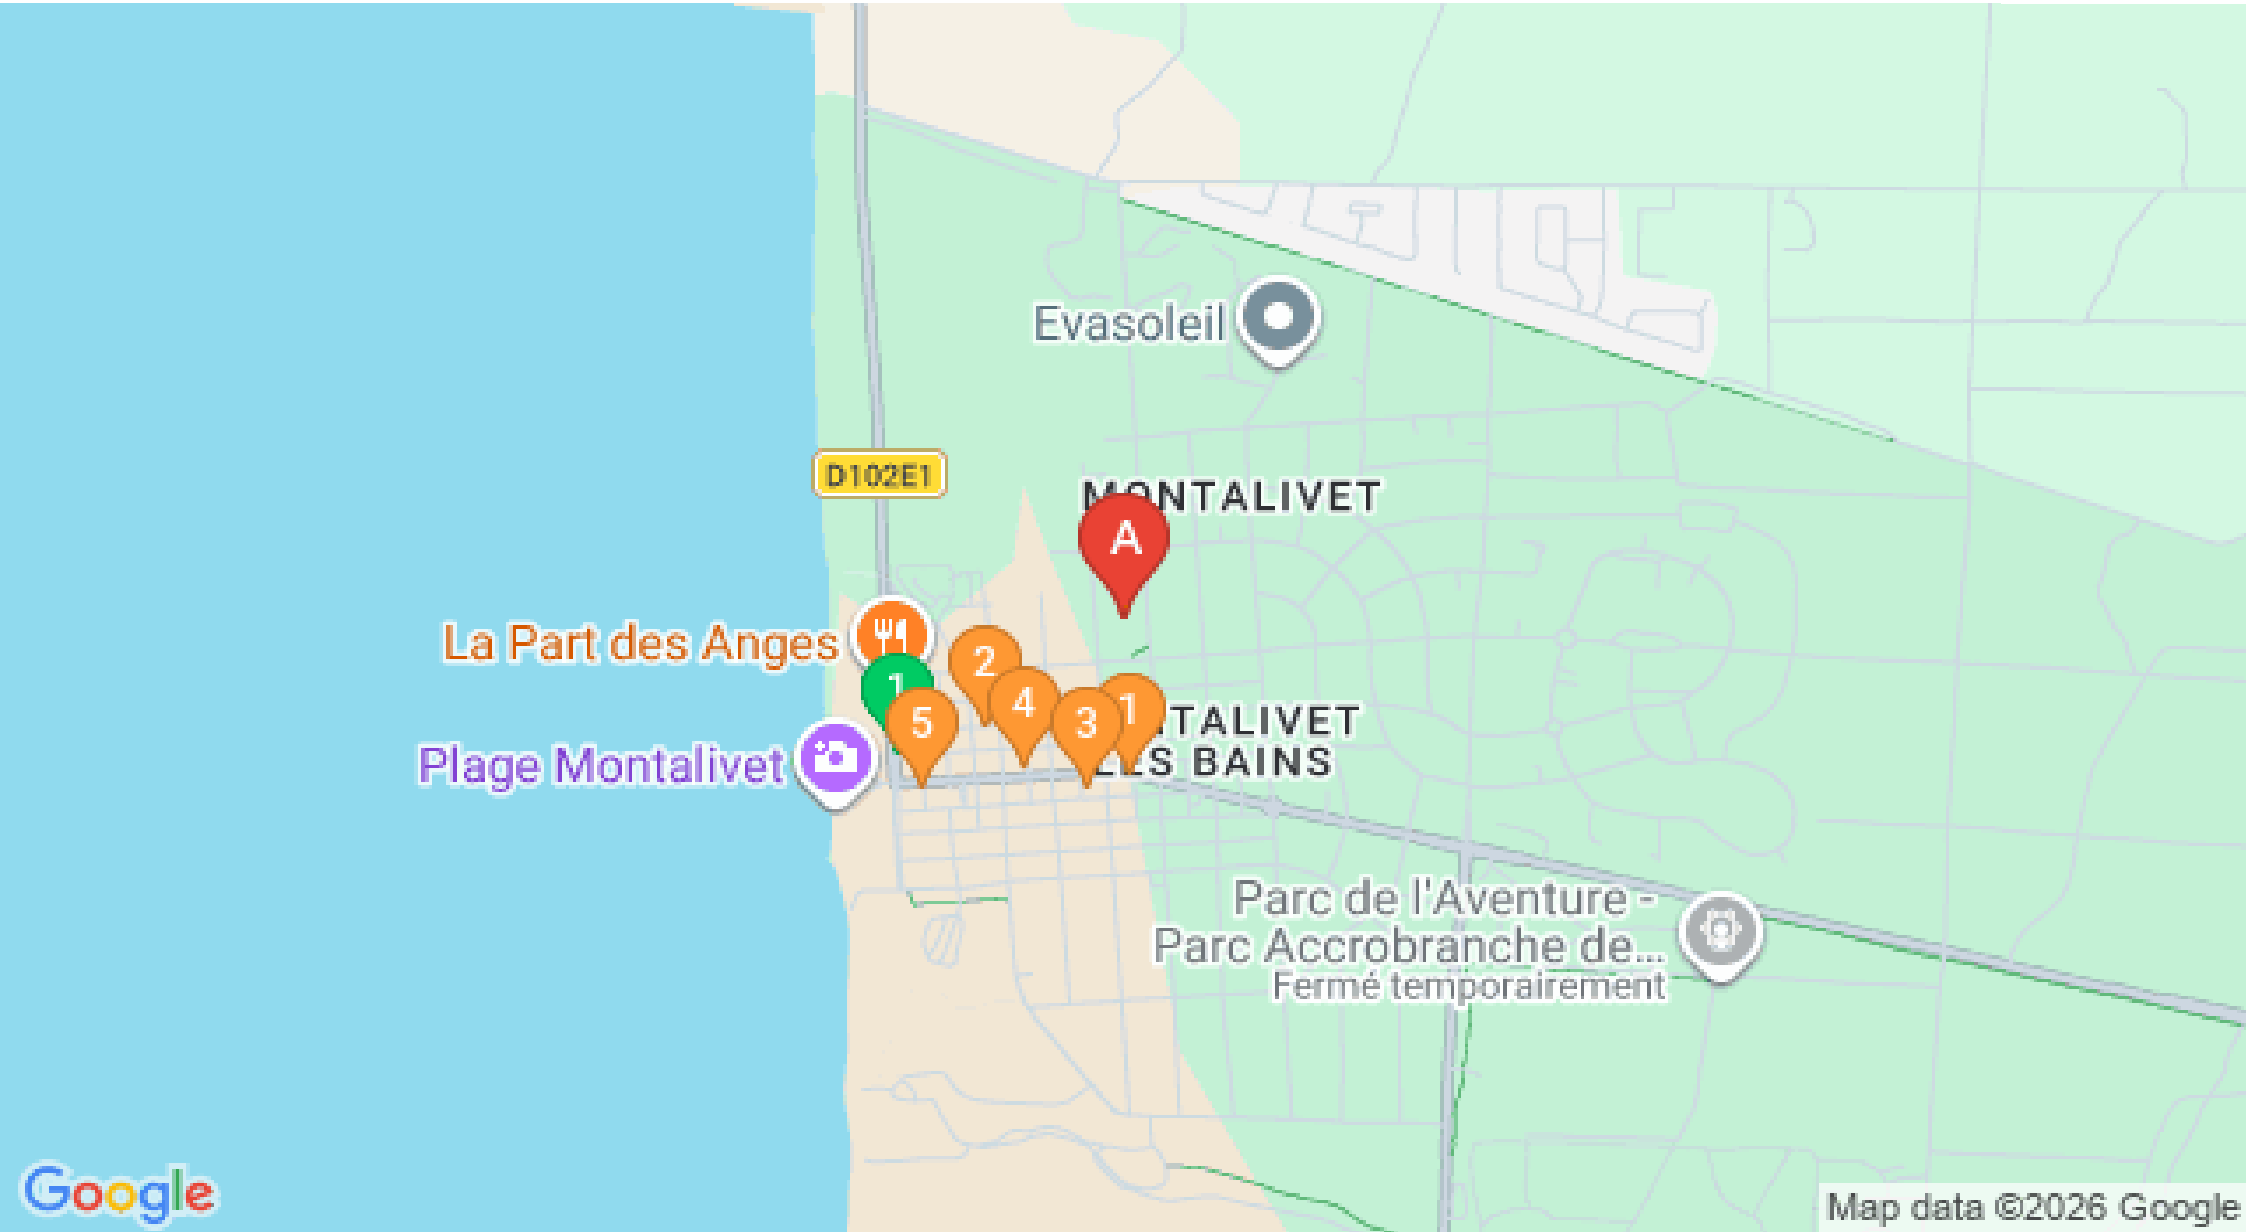 Evasoleil
D102E1
MONTALIVET
A
La Part des Anges
1
2
4
5
3
1
TALIVET
LES BAINS
Plage Montalivet
Parc de l'Aventure -
Parc Accrobranche de...
Fermé temporairement
Google
Map data ©2026 Google